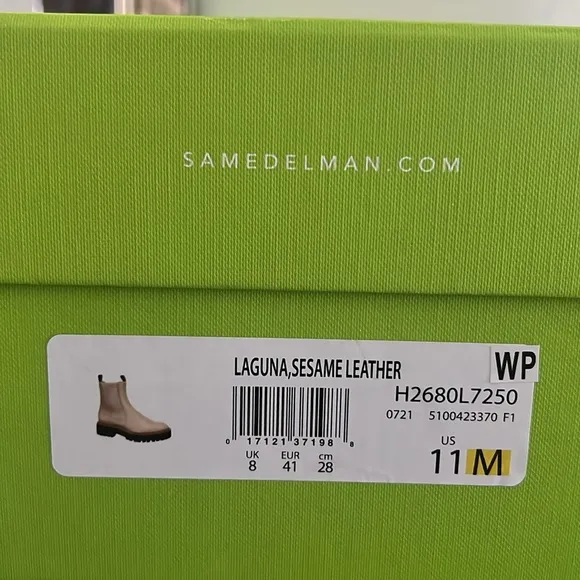 SAMEDELMAN.COM
LAGUNA,SESAME LEATHER
WP
H2680L7250
0721 5100423370 F1
0 17121 37198 8
UK EUR cm
8 41 28
US
11 M